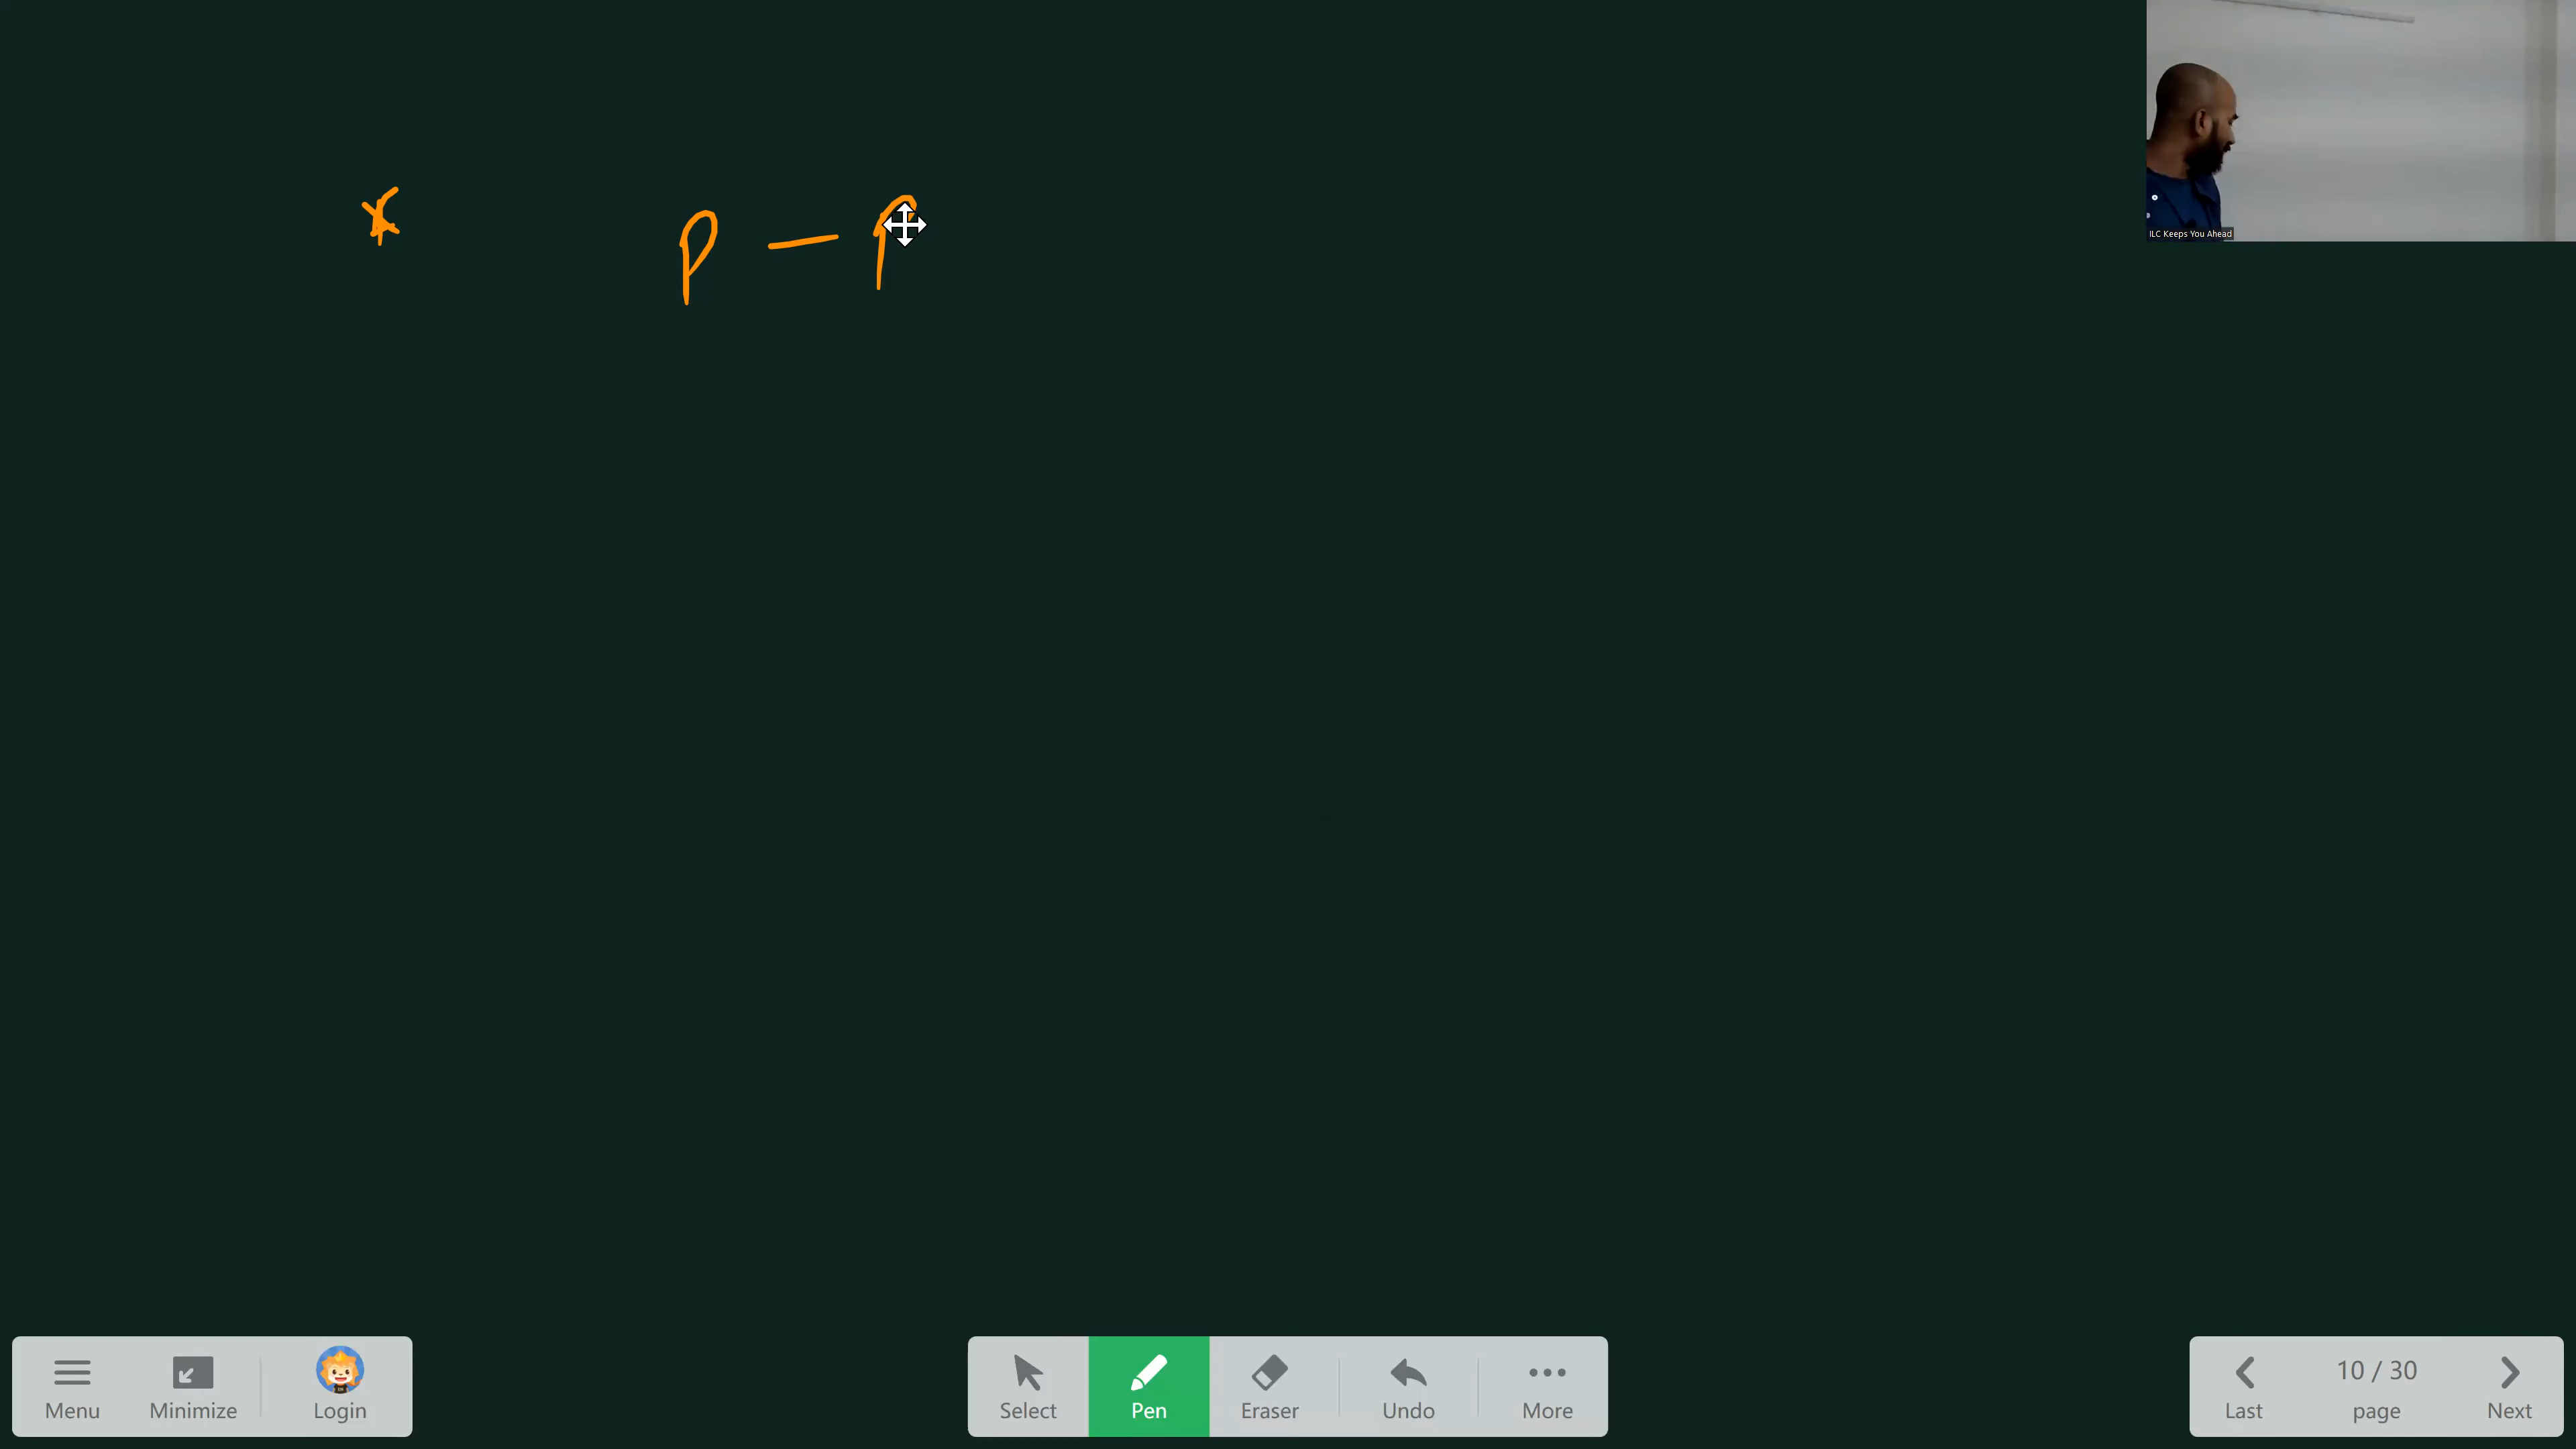 * p - p
ILC Keeps You Ahead
Menu Minimize Login Select Pen Eraser Undo More Last 10 / 30 page Next